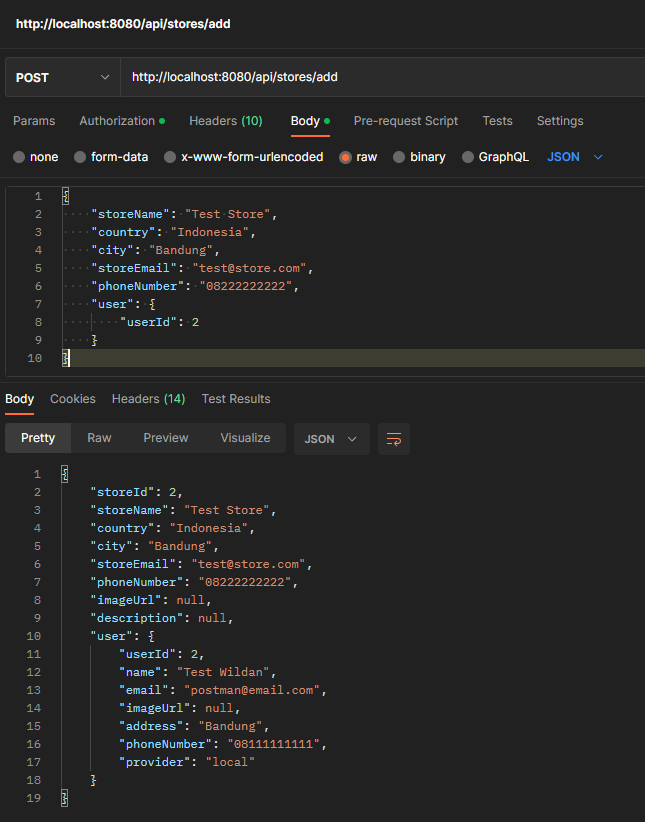 http://localhost:8080/api/stores/add
POST http://localhost:8080/api/stores/add
Params Authorization Headers (10) Body Pre-request Script Tests Settings
none form-data x-www-form-urlencoded raw binary GraphQL JSON
1 {
2 "storeName": "Test Store",
3 "country": "Indonesia",
4 "city": "Bandung",
5 "storeEmail": "test@store.com",
6 "phoneNumber": "08222222222",
7 "user": {
8 "userId": 2
9 }
10 }
Body Cookies Headers (14) Test Results
Pretty Raw Preview Visualize JSON
1 {
2 "storeId": 2,
3 "storeName": "Test Store",
4 "country": "Indonesia",
5 "city": "Bandung",
6 "storeEmail": "test@store.com",
7 "phoneNumber": "08222222222",
8 "imageUrl": null,
9 "description": null,
10 "user": {
11 "userId": 2,
12 "name": "Test Wildan",
13 "email": "postman@email.com",
14 "imageUrl": null,
15 "address": "Bandung",
16 "phoneNumber": "08111111111",
17 "provider": "local"
18 }
19 }